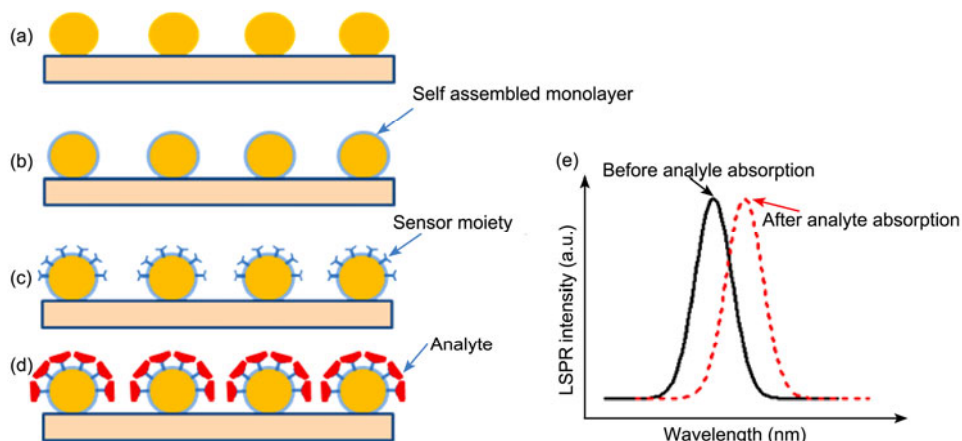 (a)
Self assembled monolayer
(b)
Sensor moiety
(c)
Analyte
(d)
(e)
Before analyle absorption
After analyte absorption
LSPR intensity (a.u.)
Wavelength (nm)